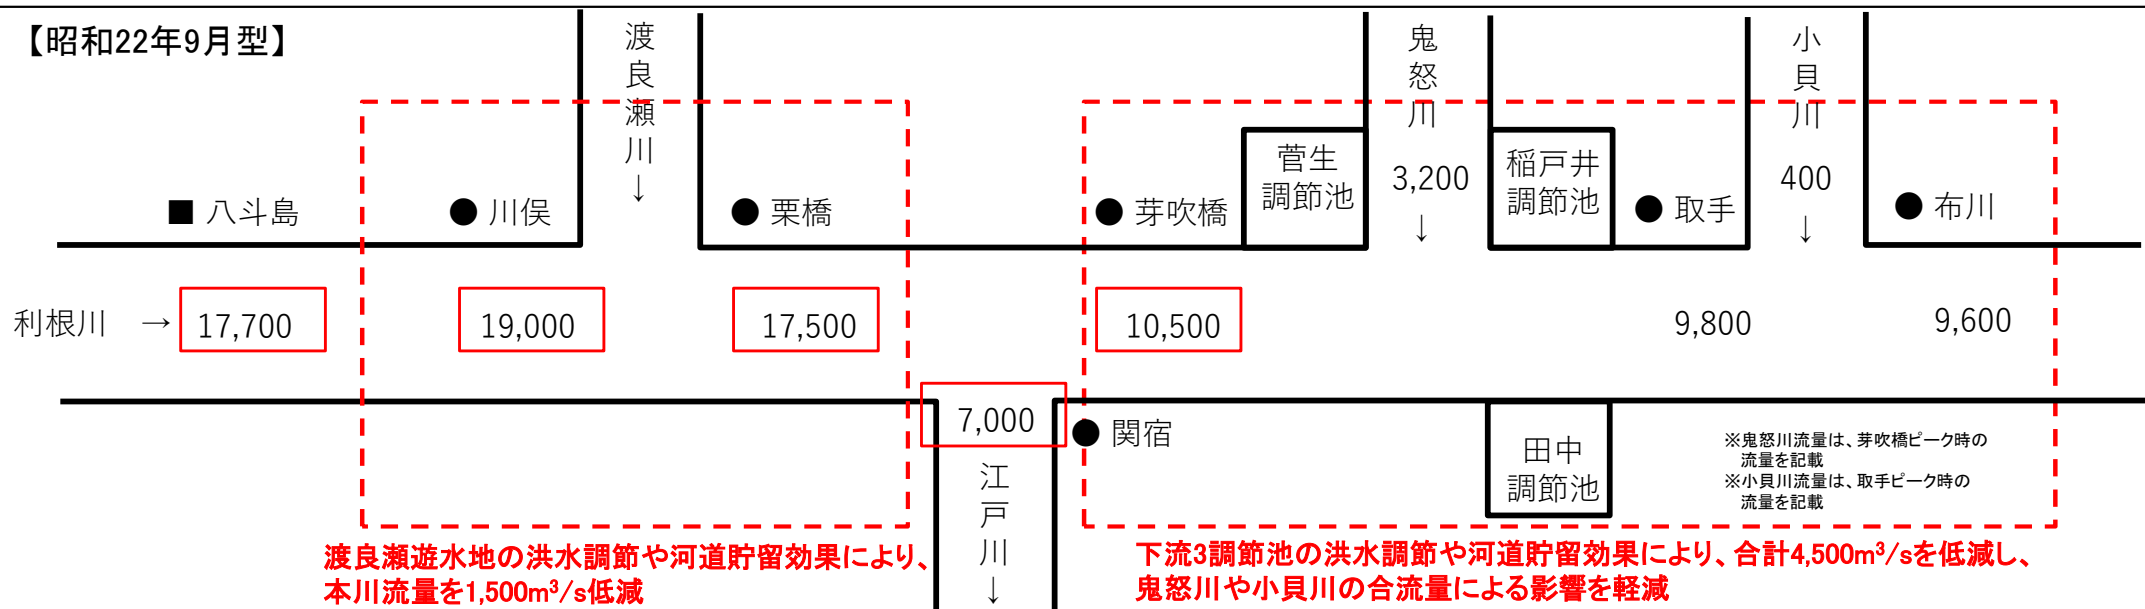 【昭和22年9月型】
渡良瀬川↓
鬼怒川
3,200
↓
小貝川
400
↓
■ 八斗島
● 川俣
● 栗橋
● 芽吹橋
菅生
調節池
稲戸井
調節池
● 取手
● 布川
利根川 → 17,700
19,000
17,500
10,500
9,800
9,600
7,000
● 関宿
江戸川↓
田中
調節池
※鬼怒川流量は、芽吹橋ピーク時の
流量を記載
※小貝川流量は、取手ピーク時の
流量を記載
渡良瀬遊水地の洪水調節や河道貯留効果により、
本川流量を1,500m³/s低減
下流3調節池の洪水調節や河道貯留効果により、合計4,500m³/sを低減し、
鬼怒川や小貝川の合流量による影響を軽減